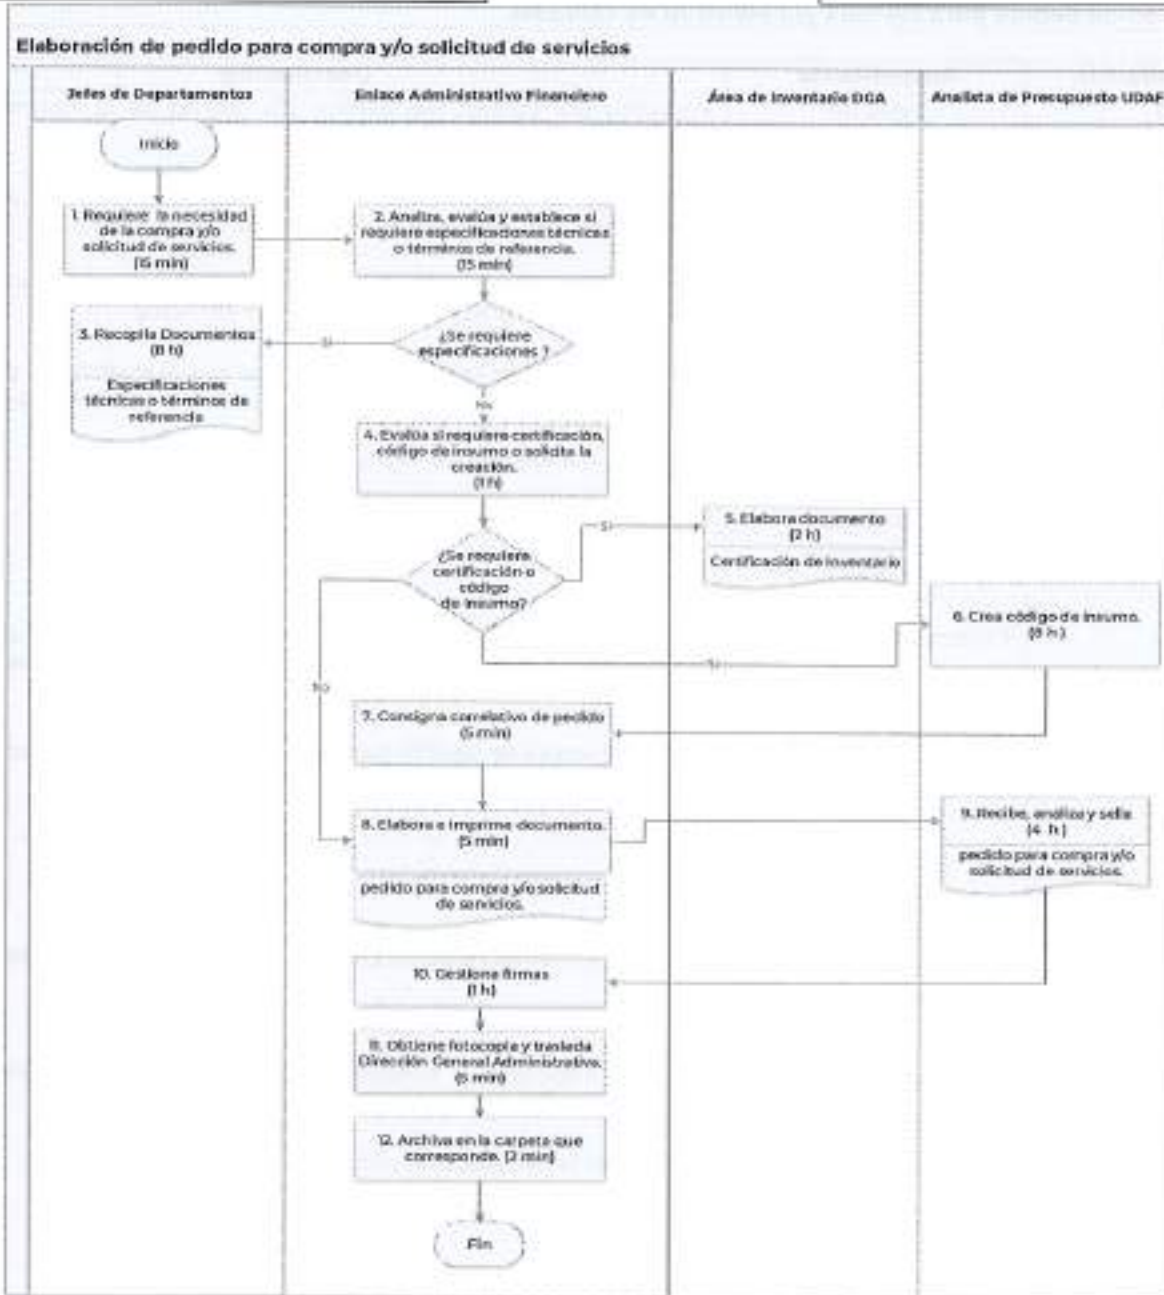 Elaboración de pedido para compra y/o solicitud de servicios
Jefes de Departamentos
Enlace Administrativo Financiero
Área de Inventario DGA
Analista de Presupuesto UDAF
Inicio
1. Requiere la necesidad
de la compra y/o
solicitud de servicios.
(15 min)
2. Analiza, evalúa y establece si
requiere especificaciones técnicas
o términos de referencia.
(15 min)
¿Se requiere
especificaciones ?
Si
3. Recopila Documentos
(8 h)
Especificaciones
técnicas o términos de
referencia
No
4. Evalúa si requiere certificación,
código de insumo o solicita la
creación.
(1 h)
¿Se requiere
certificación o
código
de insumo?
Si
5. Elabora documento
(2 h)
Certificación de inventario
6. Crea código de insumo.
(8 h )
Si
No
7. Consigna correlativo de pedido
(5 min)
8. Elabora e imprime documento.
(5 min)
pedido para compra y/o solicitud
de servicios.
9. Recibe, analiza y sella
(4 h )
pedido para compra y/o
solicitud de servicios.
10. Gestiona firmas
(1 h)
11. Obtiene fotocopia y traslada
Dirección General Administrativa.
(5 min)
12. Archiva en la carpeta que
corresponde. (2 min)
Fin